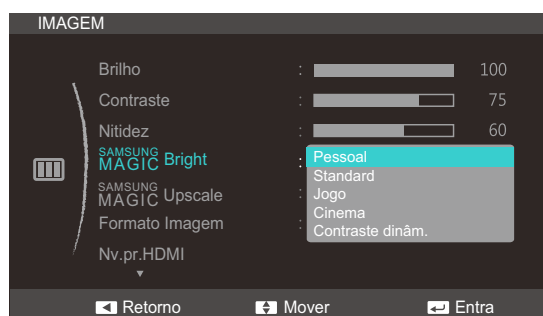 IMAGEM
Brilho : 100
Contraste : 75
Nitidez : 60
SAMSUNG MAGIC Bright : Pessoal
Standard
SAMSUNG MAGIC Upscale : Jogo
Cinema
Formato Imagem : Contraste dinâm.
Nv.pr.HDMI
Retorno Mover Entra